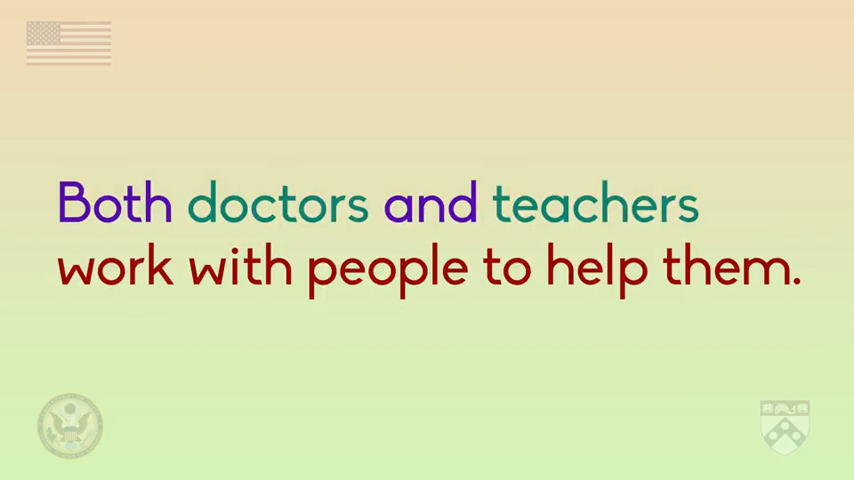 Both doctors and teachers
work with people to help them.